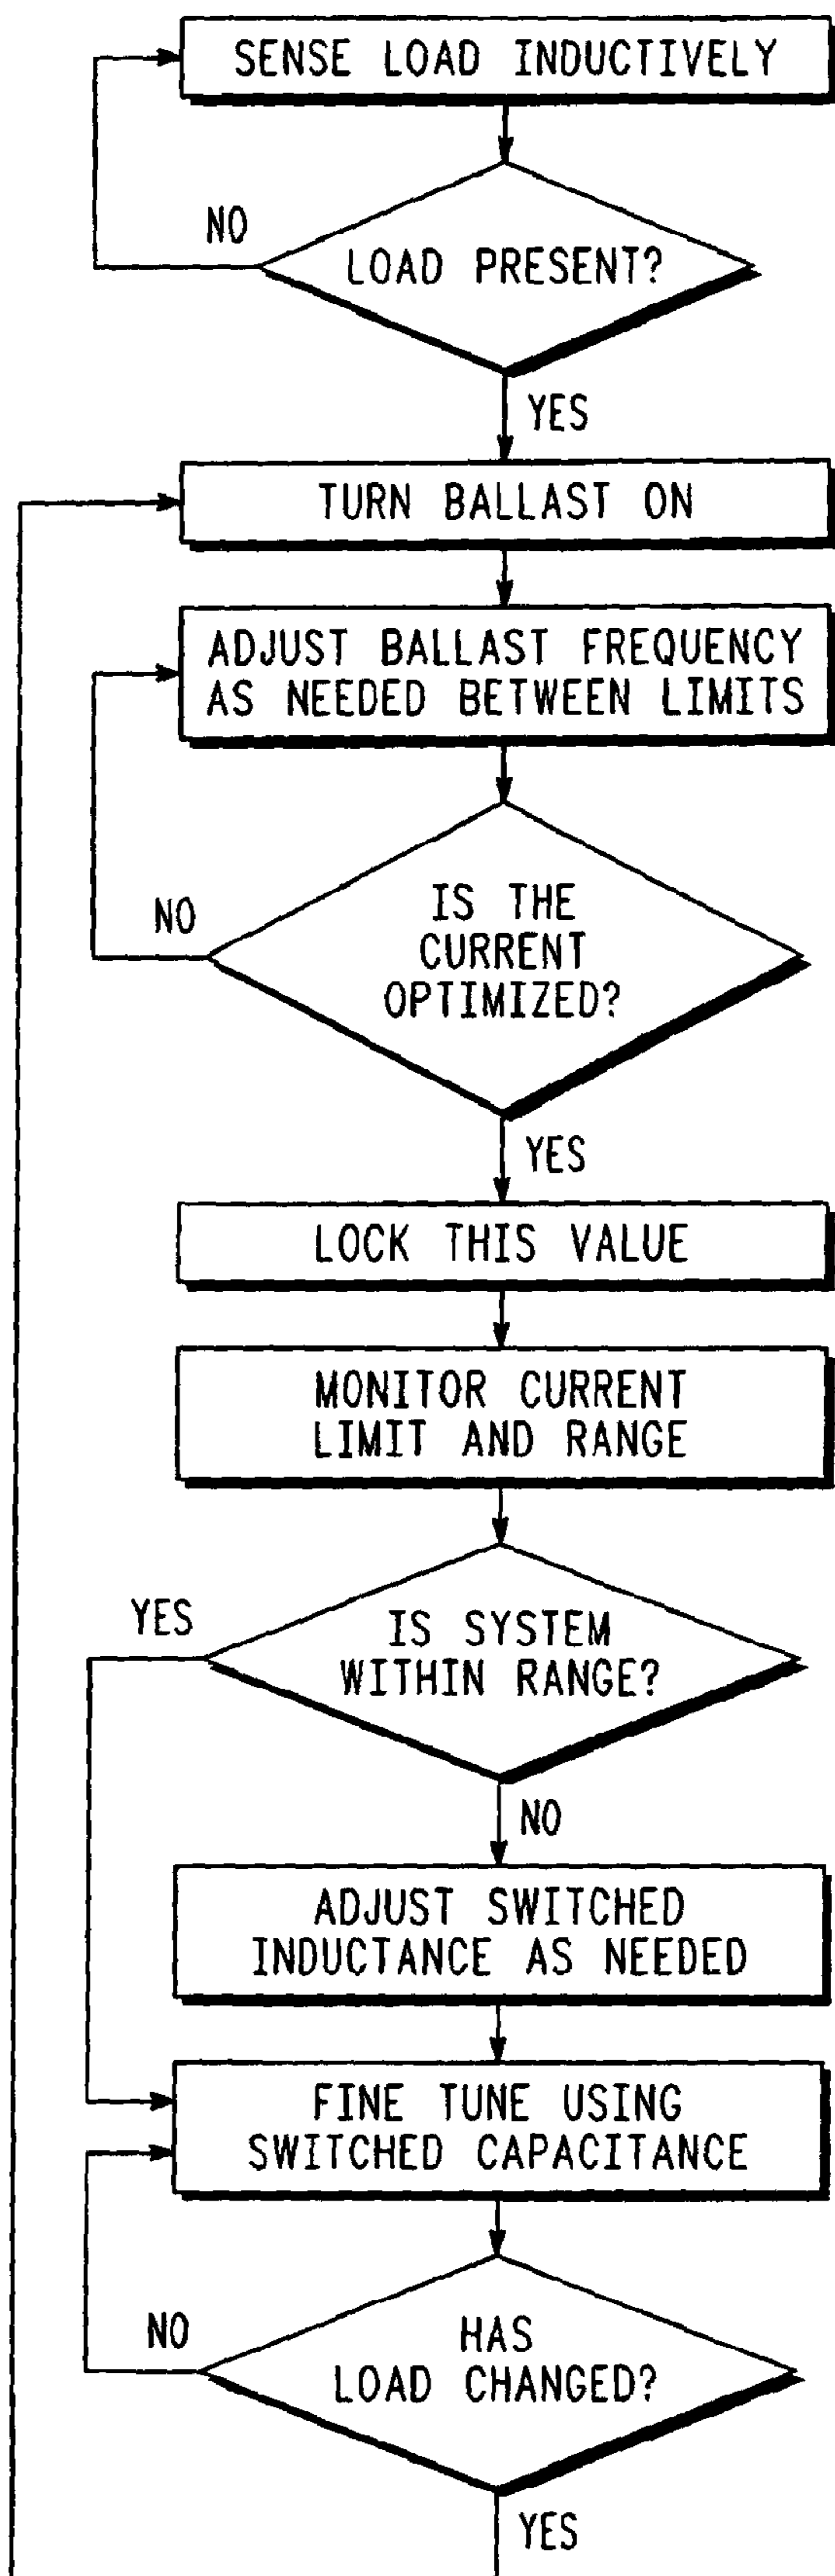 SENSE LOAD INDUCTIVELY
NO
LOAD PRESENT?
YES
TURN BALLAST ON
ADJUST BALLAST FREQUENCY
AS NEEDED BETWEEN LIMITS
NO
IS THE
CURRENT
OPTIMIZED?
YES
LOCK THIS VALUE
MONITOR CURRENT
LIMIT AND RANGE
YES
IS SYSTEM
WITHIN RANGE?
NO
ADJUST SWITCHED
INDUCTANCE AS NEEDED
FINE TUNE USING
SWITCHED CAPACITANCE
NO
HAS
LOAD CHANGED?
YES